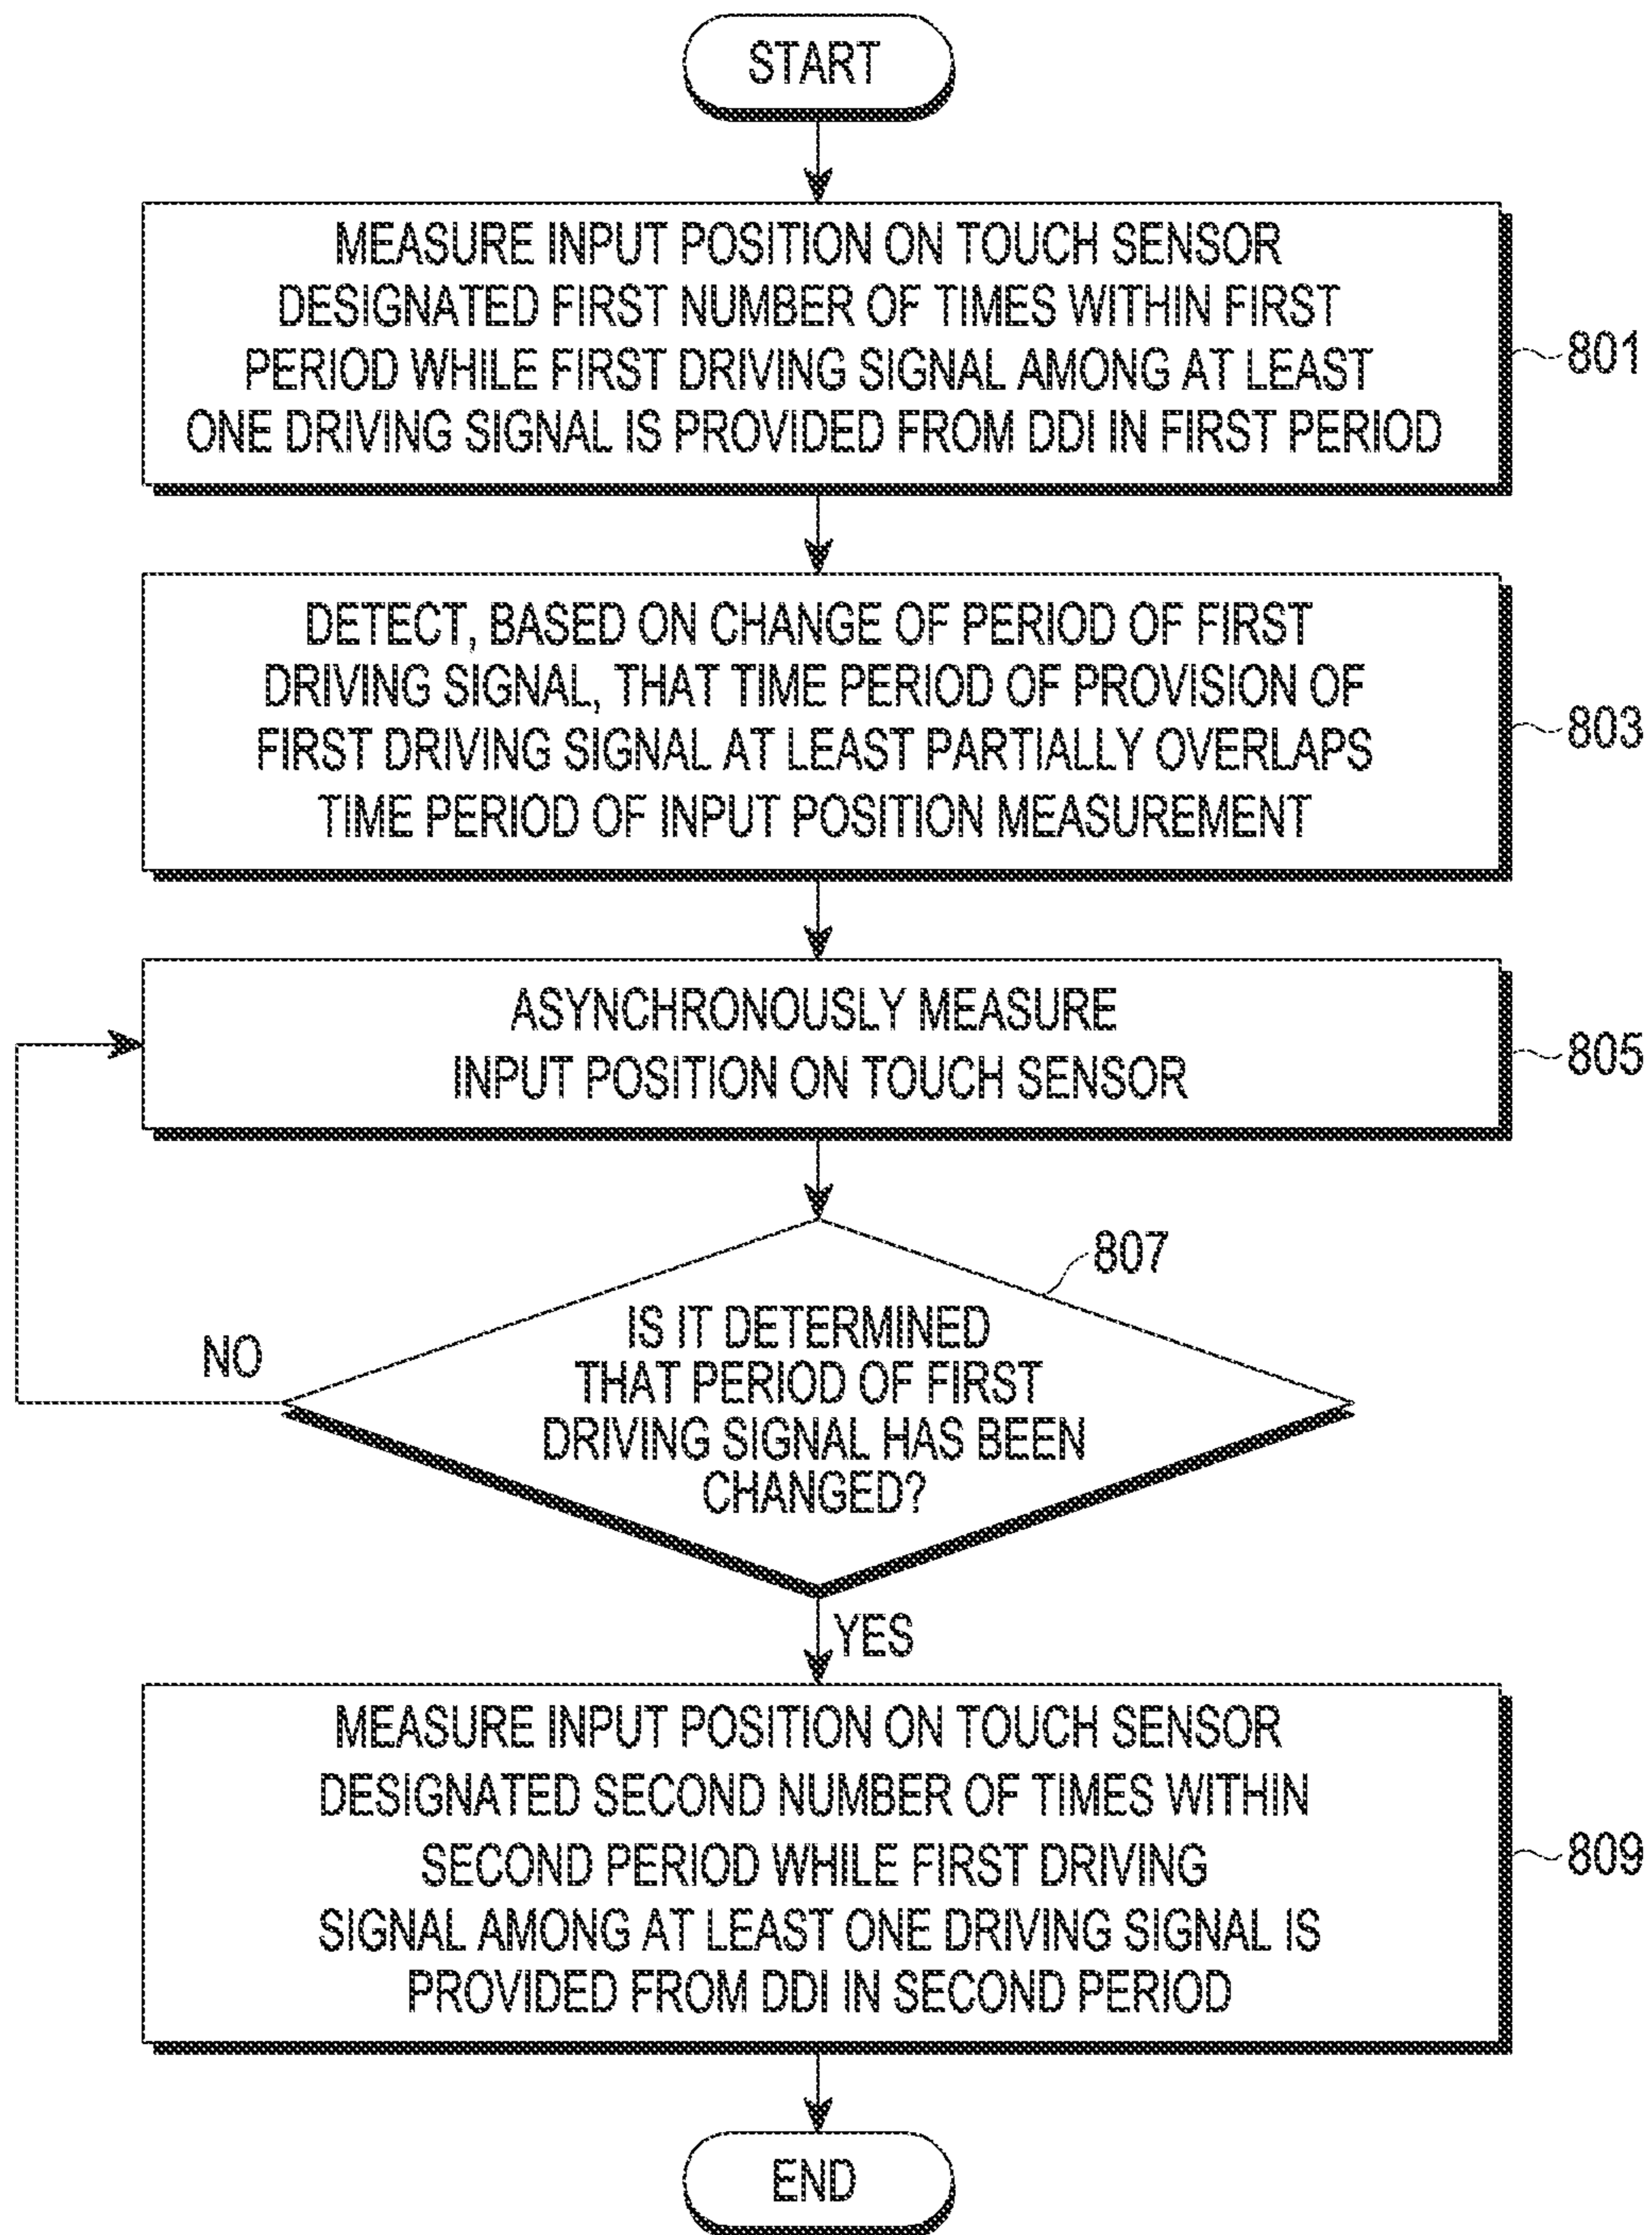 START
MEASURE INPUT POSITION ON TOUCH SENSOR
DESIGNATED FIRST NUMBER OF TIMES WITHIN FIRST
PERIOD WHILE FIRST DRIVING SIGNAL AMONG AT LEAST
ONE DRIVING SIGNAL IS PROVIDED FROM DDI IN FIRST PERIOD
801
DETECT, BASED ON CHANGE OF PERIOD OF FIRST
DRIVING SIGNAL, THAT TIME PERIOD OF PROVISION OF
FIRST DRIVING SIGNAL AT LEAST PARTIALLY OVERLAPS
TIME PERIOD OF INPUT POSITION MEASUREMENT
803
ASYNCHRONOUSLY MEASURE
INPUT POSITION ON TOUCH SENSOR
805
807
IS IT DETERMINED
THAT PERIOD OF FIRST
DRIVING SIGNAL HAS BEEN
CHANGED?
NO
YES
MEASURE INPUT POSITION ON TOUCH SENSOR
DESIGNATED SECOND NUMBER OF TIMES WITHIN
SECOND PERIOD WHILE FIRST DRIVING
SIGNAL AMONG AT LEAST ONE DRIVING SIGNAL IS
PROVIDED FROM DDI IN SECOND PERIOD
809
END